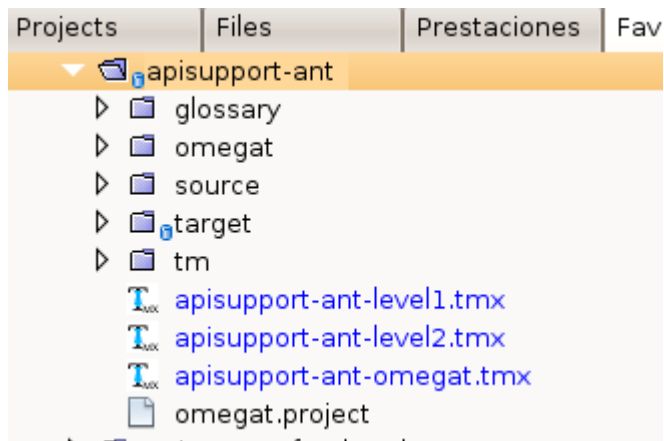 Projects Files Prestaciones Fav
apisupport-ant
glossary
omegat
source
target
tm
apisupport-ant-level1.tmx
apisupport-ant-level2.tmx
apisupport-ant-omegat.tmx
omegat.project